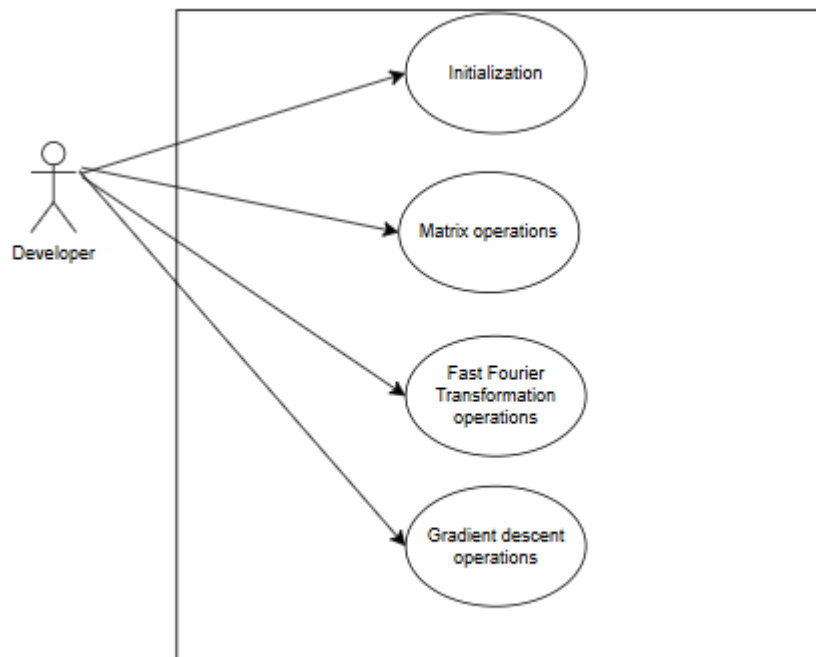 Initialization
Developer
Matrix operations
Fast Fourier
Transformation
operations
Gradient descent
operations